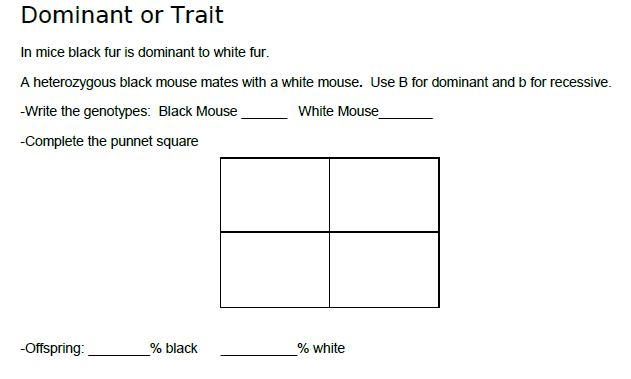 Dominant or Trait
In mice black fur is dominant to white fur.
A heterozygous black mouse mates with a white mouse. Use B for dominant and b for recessive.
-Write the genotypes: Black Mouse ______ White Mouse_______
-Complete the punnet square
-Offspring: ________% black __________% white